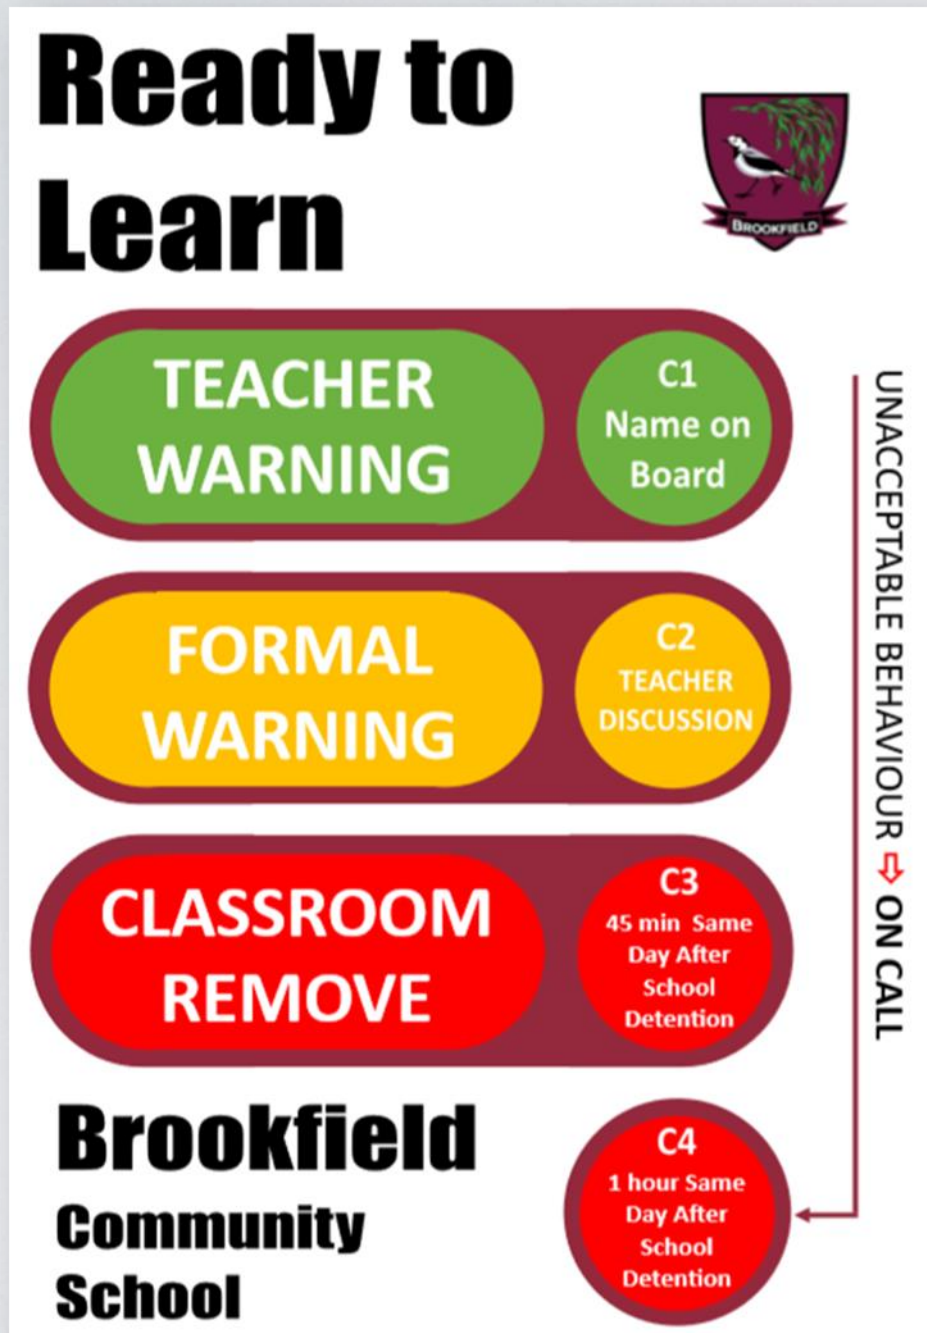 Ready to
Learn
BROOKFIELD
TEACHER
WARNING
C1
Name on
Board
FORMAL
WARNING
C2
TEACHER
DISCUSSION
CLASSROOM
REMOVE
C3
45 min Same
Day After
School
Detention
UNACCEPTABLE BEHAVIOUR ⇨ ON CALL
Brookfield
Community
School
C4
1 hour Same
Day After
School
Detention